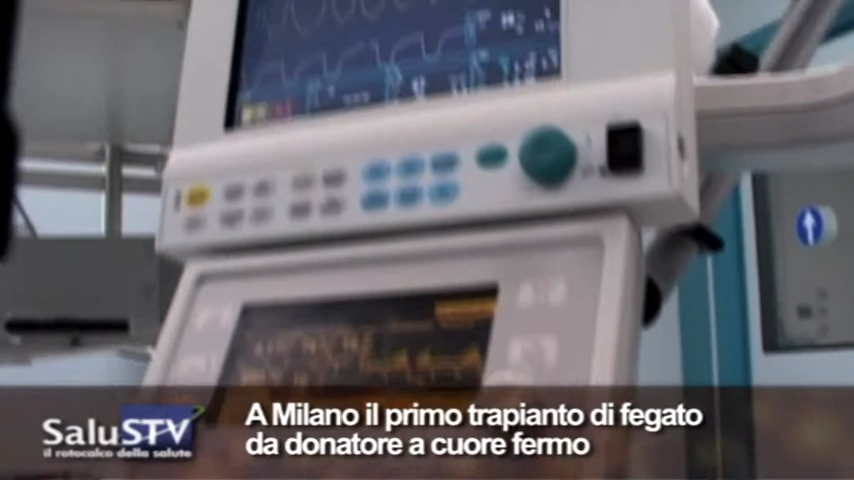 A Milano il primo trapianto di fegato
da donatore a cuore fermo
SaluSTV
il rotocalco della salute